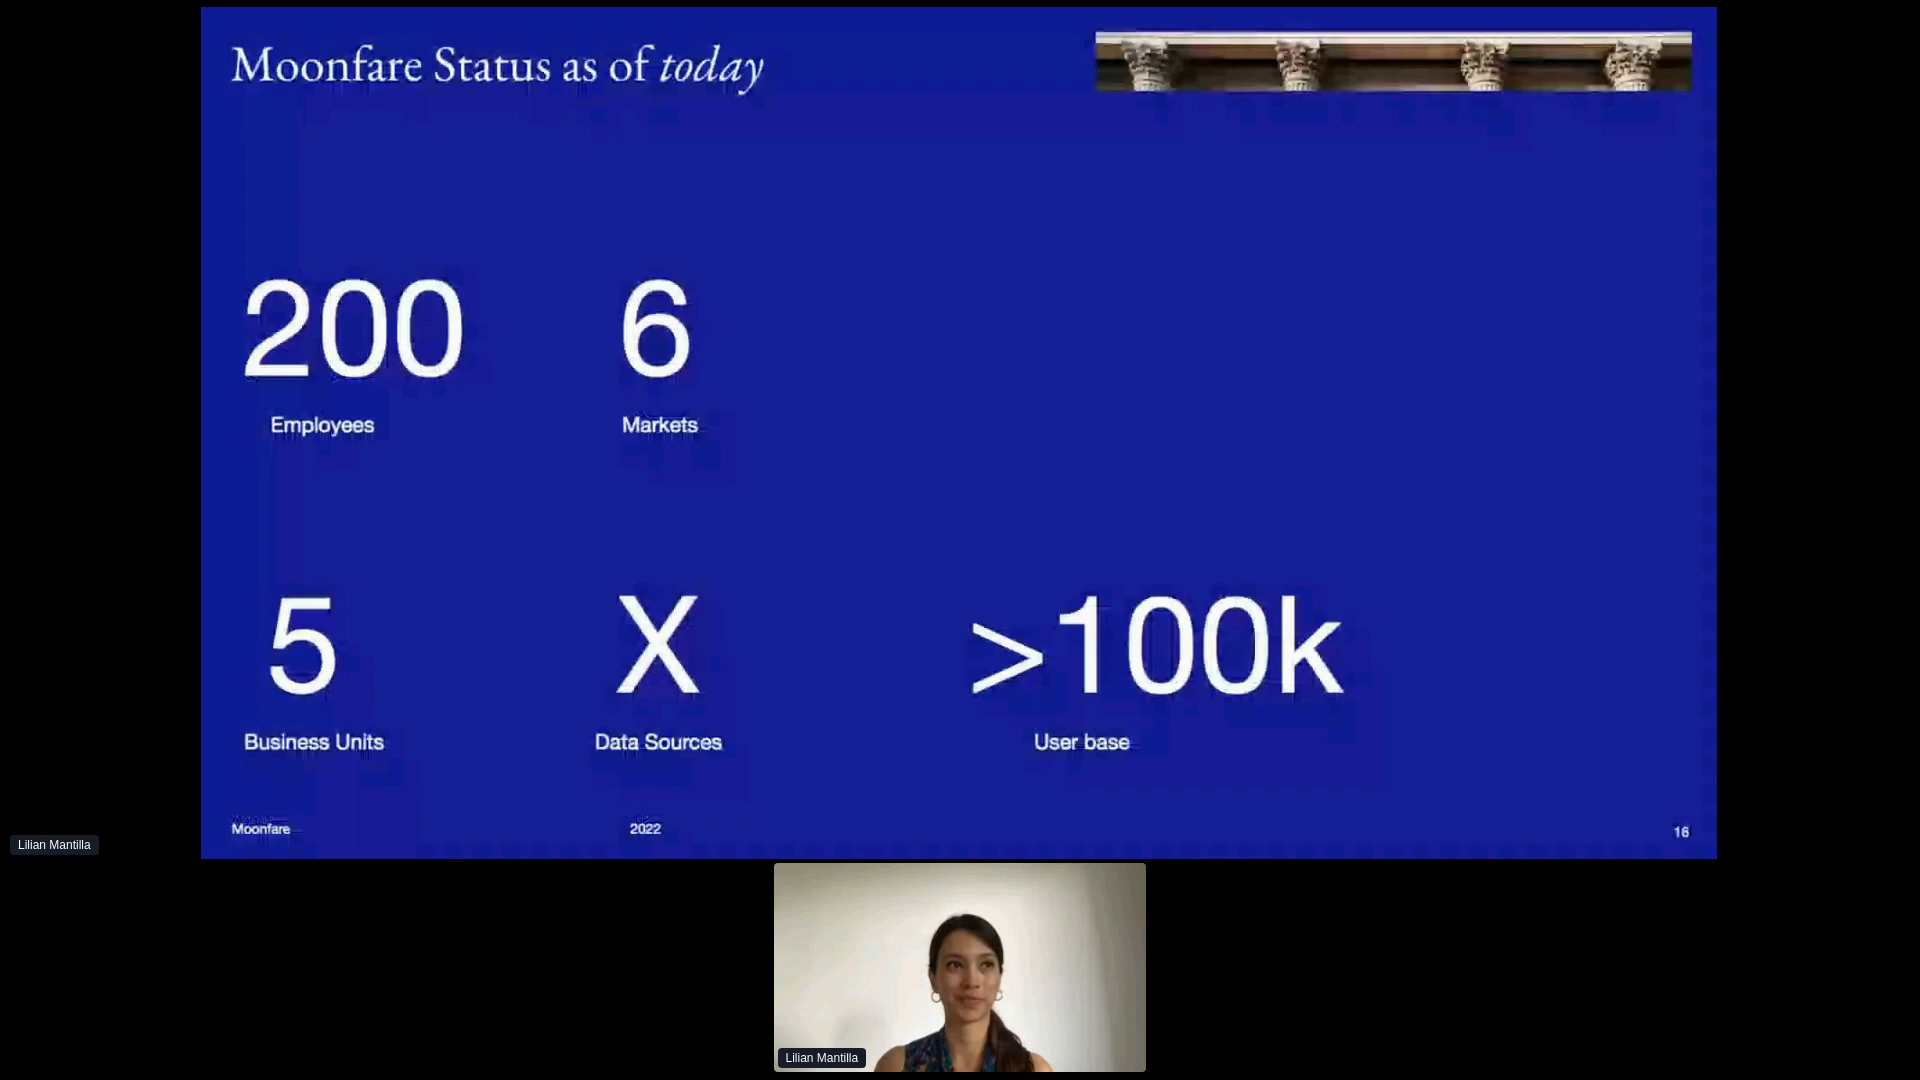 Moonfare Status as of today
200
6
Employees
Markets
5
X
>100k
Business Units
Data Sources
User base
Moonfare
2022
16
Lilian Mantilla
Lilian Mantilla